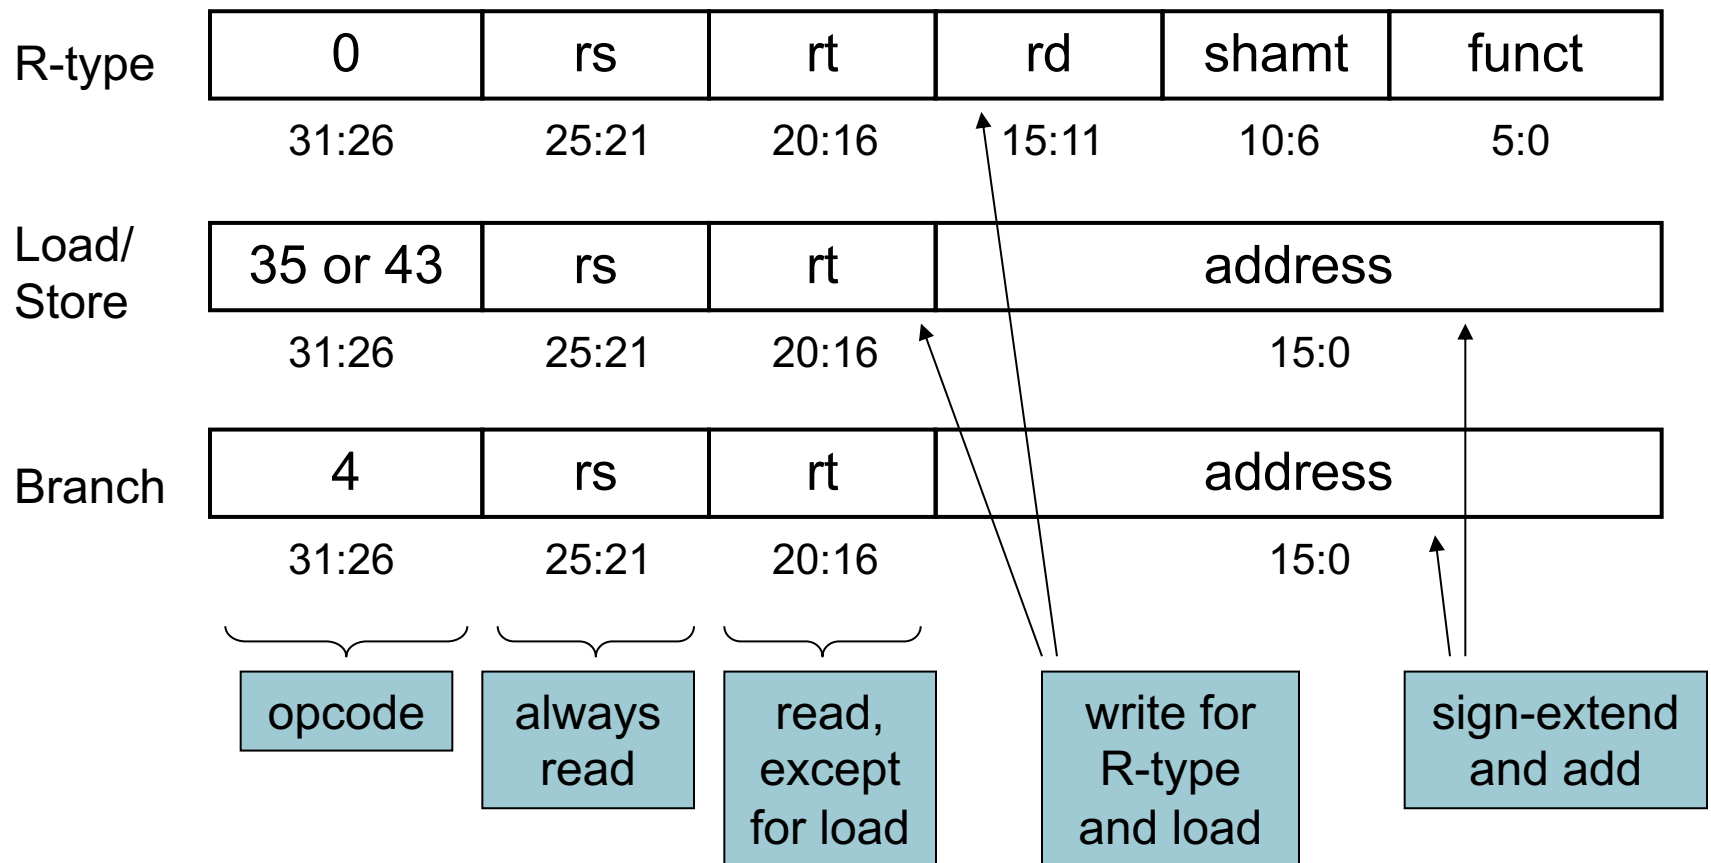 R-type 0 rs rt rd shamt funct
31:26 25:21 20:16 15:11 10:6 5:0
Load/
Store
35 or 43 rs rt address
31:26 25:21 20:16 15:0
Branch 4 rs rt address
31:26 25:21 20:16 15:0
opcode
always
read
read,
except
for load
write for
R-type
and load
sign-extend
and add